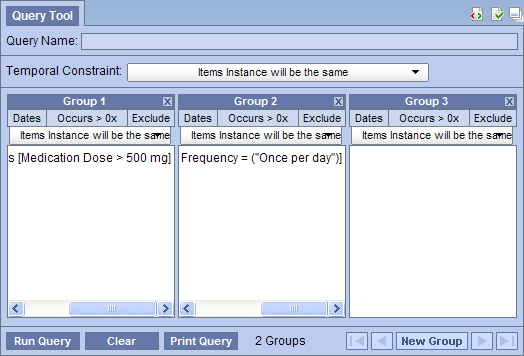 Query Tool
Query Name:
Temporal Constraint: Items Instance will be the same
Group 1 Group 2 Group 3
Dates Occurs > 0x Exclude Dates Occurs > 0x Exclude Dates Occurs > 0x Exclude
Items Instance will be the same Items Instance will be the same Items Instance will be the same
s [Medication Dose > 500 mg] Frequency = ("Once per day")]
Run Query Clear Print Query 2 Groups New Group